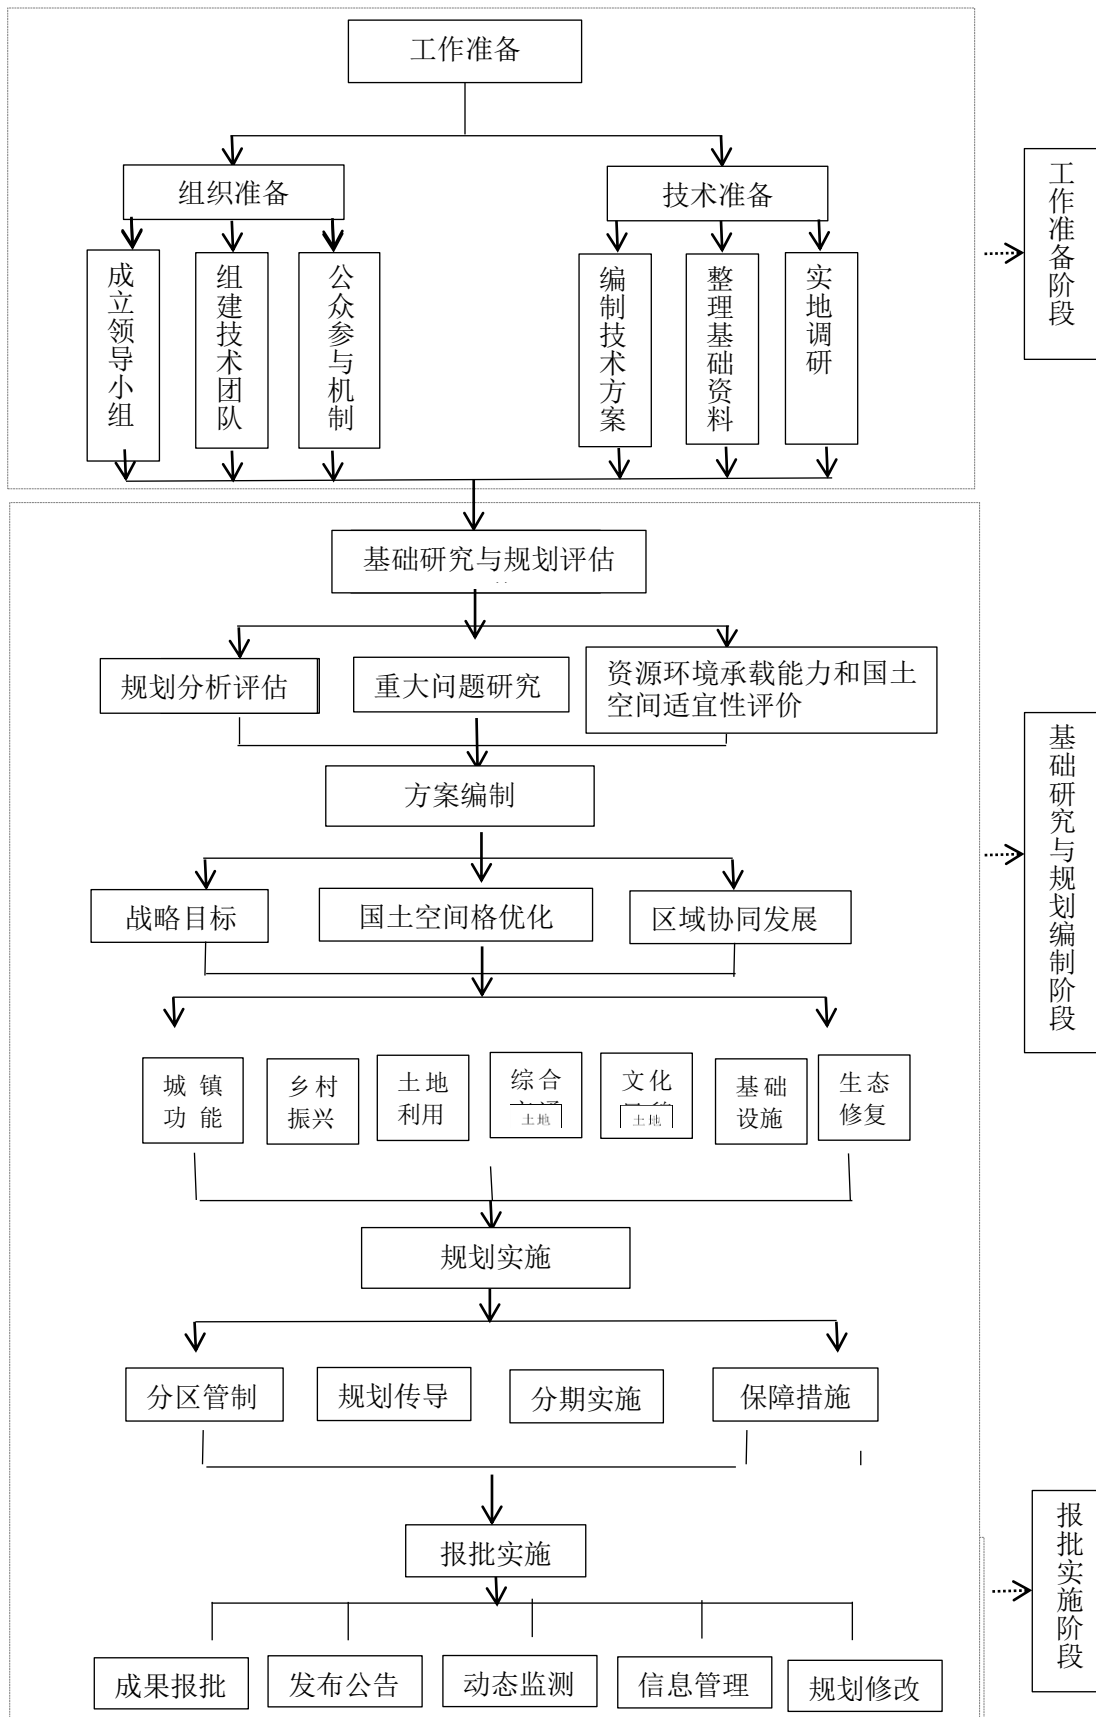 工作准备
组织准备
技术准备
成立领导小组
组建技术团队
公众参与机制
编制技术方案
整理基础资料
实地调研
工作准备阶段
基础研究与规划评估
规划分析评估
重大问题研究
资源环境承载能力和国土
空间适宜性评价
方案编制
战略目标
国土空间格优化
区域协同发展
基础研究与规划编制阶段
城 镇
功 能
乡村
振兴
土地
利用
综合
土地
文化
土地
基础
设施
生态
修复
规划实施
分区管制
规划传导
分期实施
保障措施
报批实施
报批实施阶段
成果报批
发布公告
动态监测
信息管理
规划修改